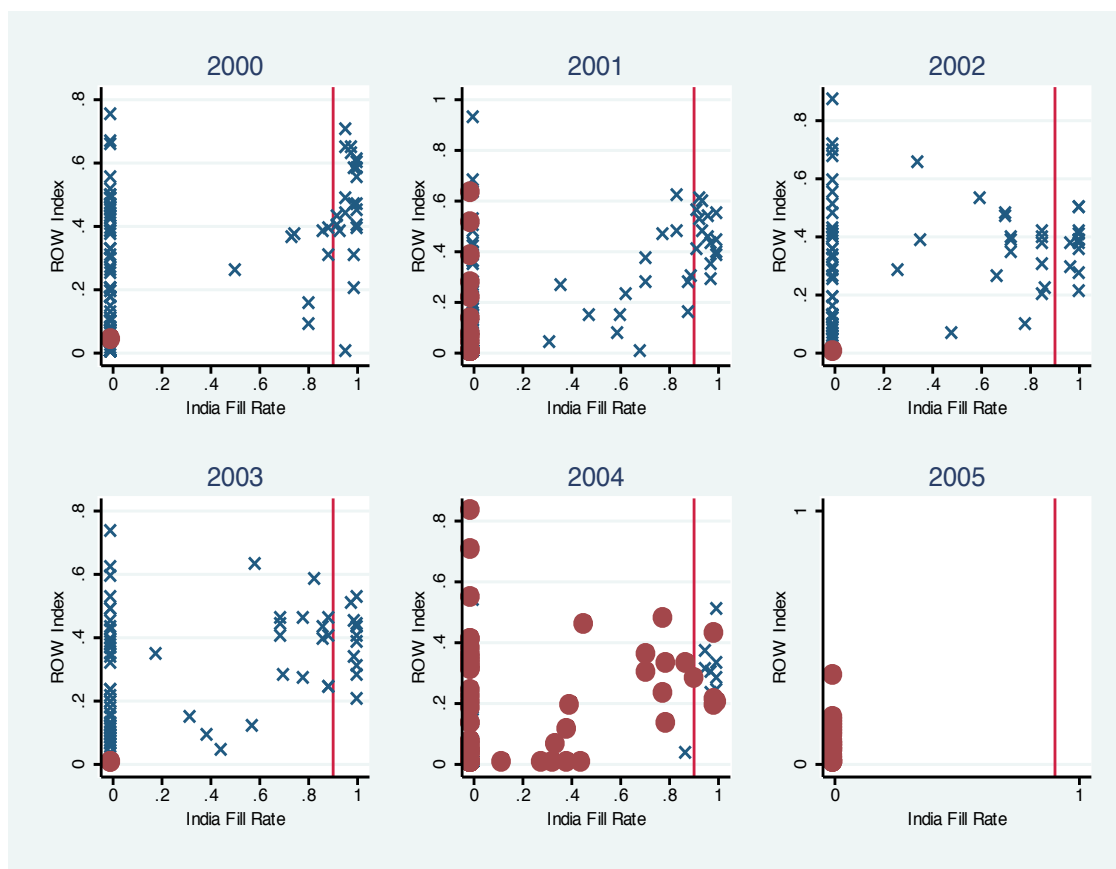 2000
2001
2002
ROW Index
.8
.6
.4
.2
0
0 .2 .4 .6 .8 1
India Fill Rate
ROW Index
1
.8
.6
.4
.2
0
0 .2 .4 .6 .8 1
India Fill Rate
ROW Index
.8
.6
.4
.2
0
0 .2 .4 .6 .8 1
India Fill Rate
2003
2004
2005
ROW Index
.8
.6
.4
.2
0
0 .2 .4 .6 .8 1
India Fill Rate
ROW Index
.8
.6
.4
.2
0
0 .2 .4 .6 .8 1
India Fill Rate
ROW Index
1
0
0 1
India Fill Rate